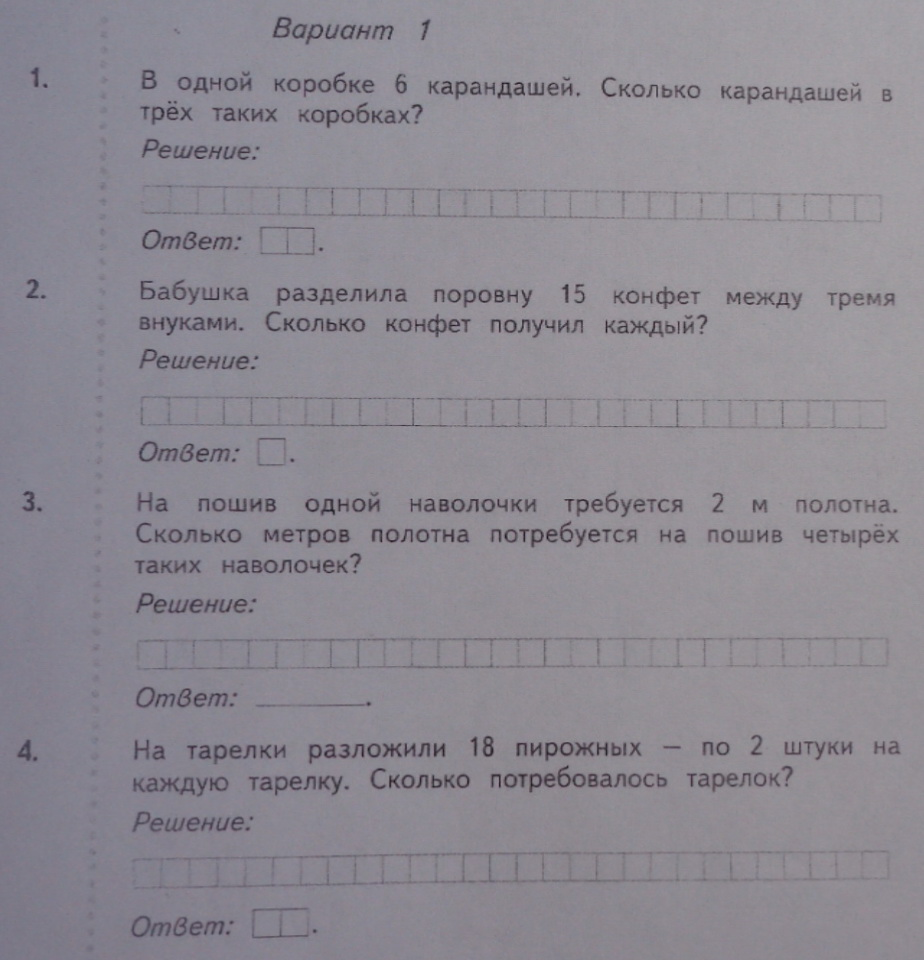 Вариант 1
1. В одной коробке 6 карандашей. Сколько карандашей в
трёх таких коробках?
Решение:
Ответ: .
2. Бабушка разделила поровну 15 конфет между тремя
внуками. Сколько конфет получил каждый?
Решение:
Ответ: .
3. На пошив одной наволочки требуется 2 м полотна.
Сколько метров полотна потребуется на пошив четырёх
таких наволочек?
Решение:
Ответ: ________.
4. На тарелки разложили 18 пирожных — по 2 штуки на
каждую тарелку. Сколько потребовалось тарелок?
Решение:
Ответ: .